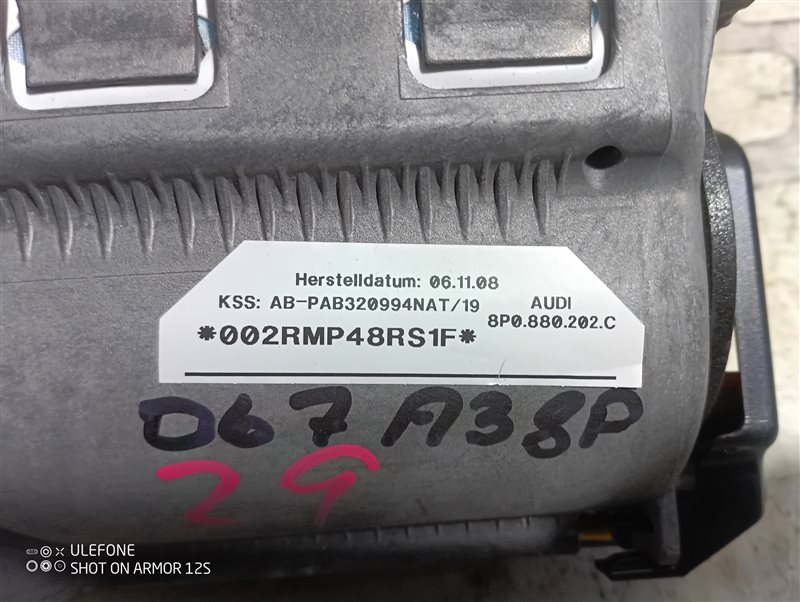 Herstelldatum: 06.11.08
KSS: AB-PAB320994NAT/19 AUDI
8P0.880.202.C
*002RMP48RS1F*
067 A38P
29
ULEFONE
SHOT ON ARMOR 12S